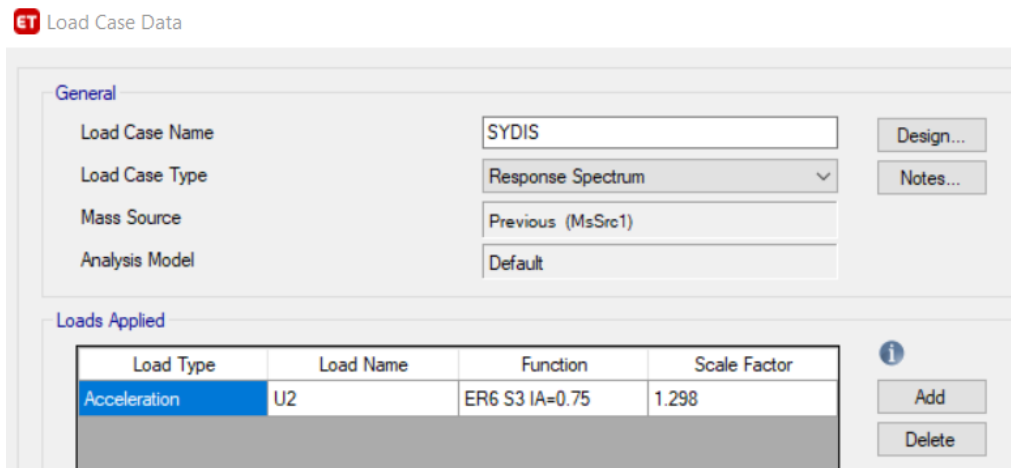 ET Load Case Data
General
Load Case Name SYDIS Design...
Load Case Type Response Spectrum Notes...
Mass Source Previous (MsSrc1)
Analysis Model Default
Loads Applied
Load Type Load Name Function Scale Factor
Acceleration U2 ER6 S3 IA=0.75 1.298
i
Add
Delete